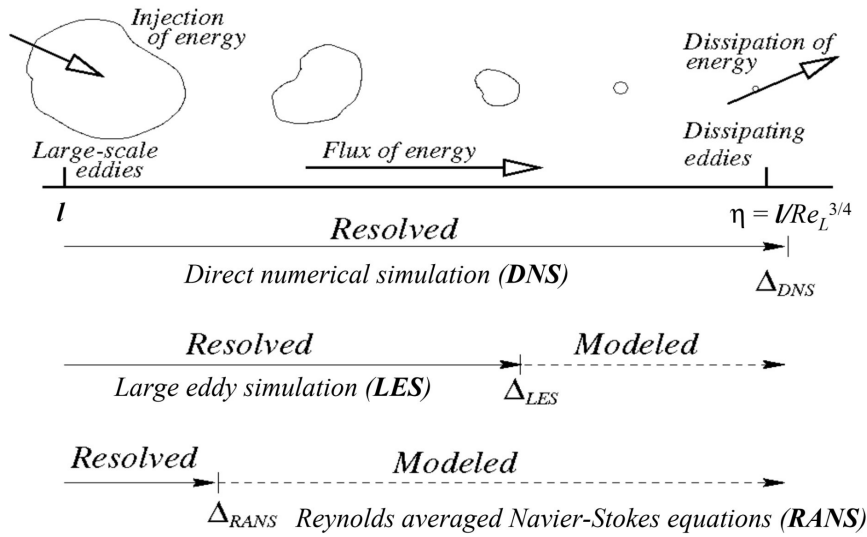 Injection
of energy
Dissipation of
energy
Large-scale
eddies
Flux of energy
Dissipating
eddies
l
η = l/Re_L^3/4
Resolved
Direct numerical simulation (DNS)
Δ_DNS
Resolved
Modeled
Large eddy simulation (LES)
Δ_LES
Resolved
Modeled
Δ_RANS
Reynolds averaged Navier-Stokes equations (RANS)